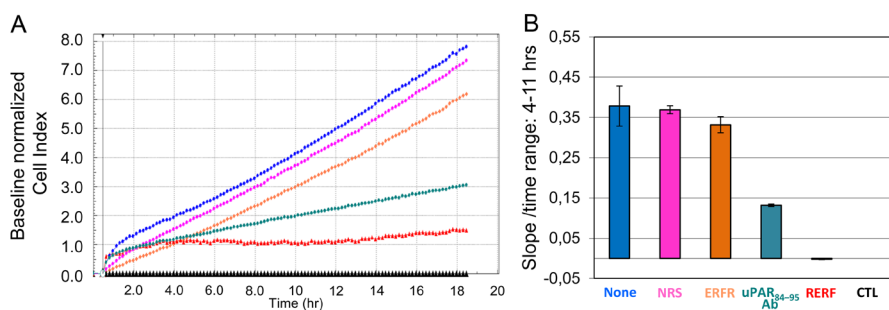 A
Baseline normalized
Cell Index
8.0
7.0
6.0
5.0
4.0
3.0
2.0
1.0
0.0
0.0 2.0 4.0 6.0 8.0 10 12 14 16 18 20
Time (hr)
B
Slope /time range: 4-11 hrs
0,55
0,45
0,35
0,25
0,15
0,05
-0,05
None NRS ERFR uPAR84–95 RERF CTL
Ab